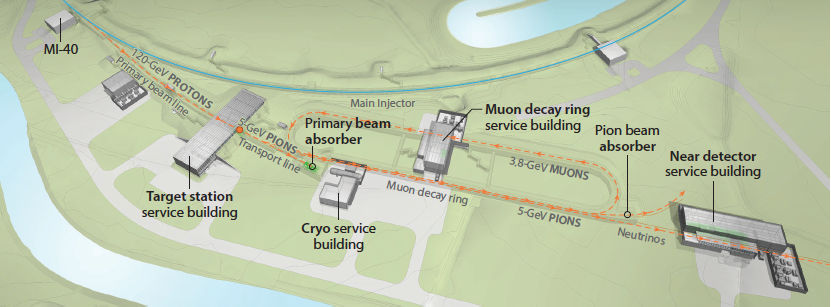 MI-40
120-GeV PROTONS
Primary beam line
Main Injector
5-GeV PIONS
Transport line
Primary beam
absorber
Muon decay ring
service building
Pion beam
absorber
Near detector
service building
3.8-GeV MUONS
Target station
service building
Cryo service
building
Muon decay ring
5-GeV PIONS
Neutrinos